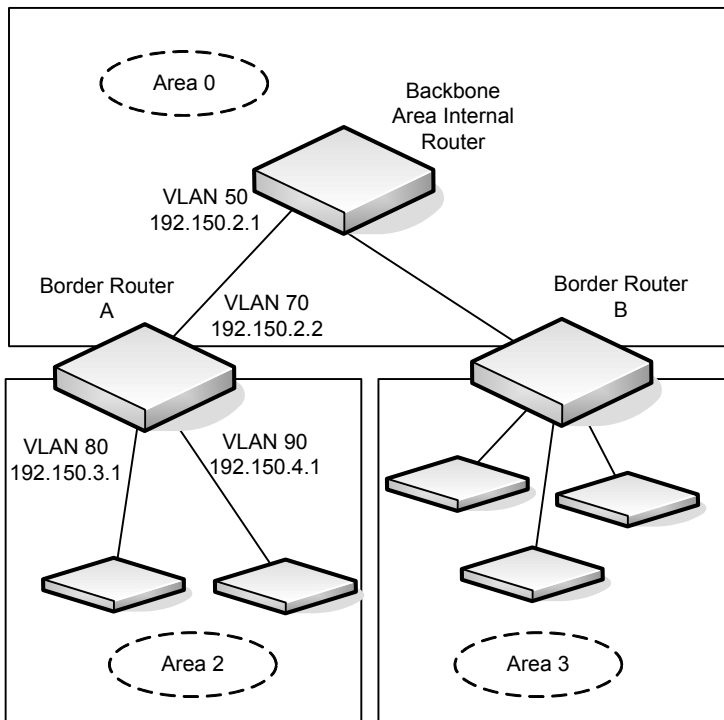 Area 0
Backbone
Area Internal
Router
VLAN 50
192.150.2.1
Border Router
A
VLAN 70
192.150.2.2
Border Router
B
VLAN 80
192.150.3.1
VLAN 90
192.150.4.1
Area 2
Area 3